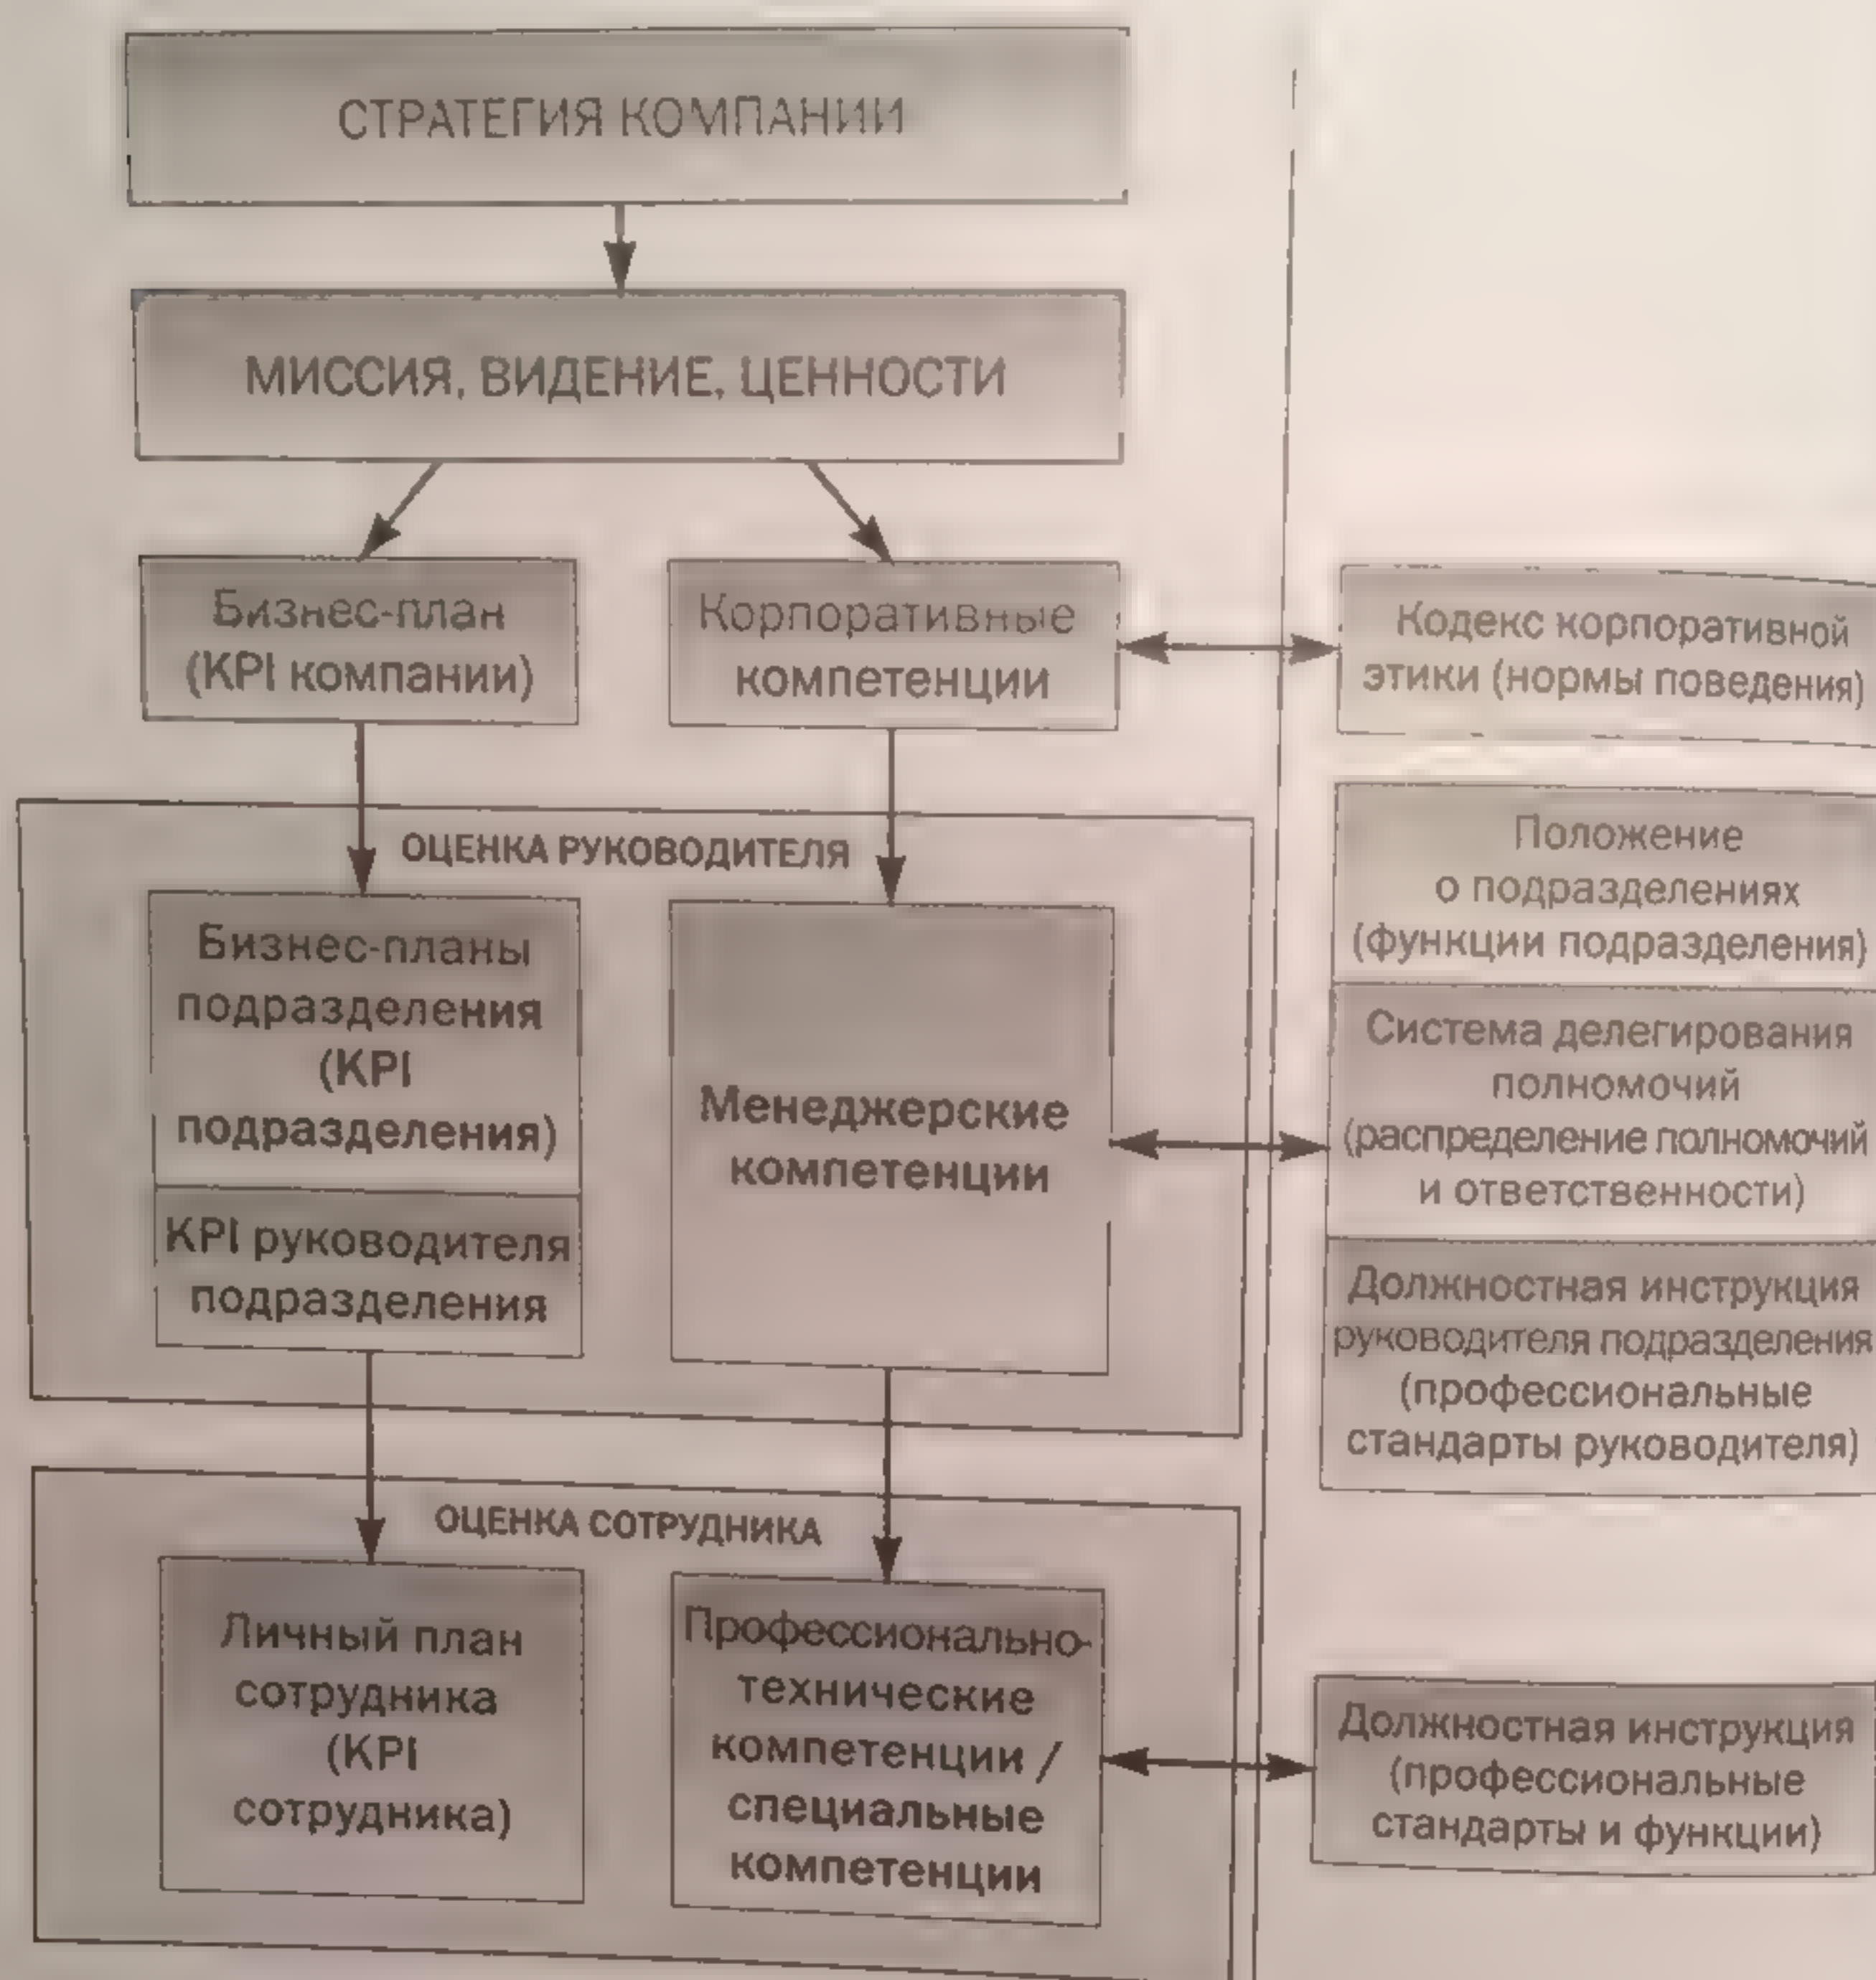 СТРАТЕГИЯ КОМПАНИИ
МИССИЯ, ВИДЕНИЕ, ЦЕННОСТИ
Бизнес-план
(KPI компании)
Корпоративные
компетенции
Кодекс корпоративной
этики (нормы поведения)
ОЦЕНКА РУКОВОДИТЕЛЯ
Бизнес-планы
подразделения
(KPI
подразделения)
KPI руководителя
подразделения
Менеджерские
компетенции
Положение
о подразделениях
(функции подразделения)
Система делегирования
полномочий
(распределение полномочий
и ответственности)
Должностная инструкция
руководителя подразделения
(профессиональные
стандарты руководителя)
ОЦЕНКА СОТРУДНИКА
Личный план
сотрудника
(KPI
сотрудника)
Профессионально-
технические
компетенции /
специальные
компетенции
Должностная инструкция
(профессиональные
стандарты и функции)